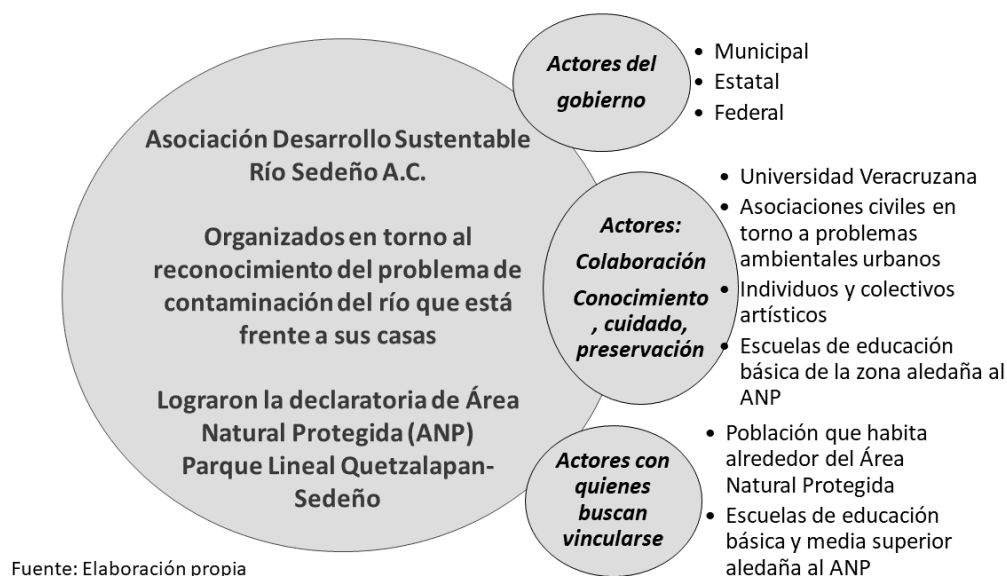 Asociación Desarrollo Sustentable
Río Sedeño A.C.
Organizados en torno al
reconocimiento del problema de
contaminación del río que está
frente a sus casas
Lograron la declaratoria de Área
Natural Protegida (ANP)
Parque Lineal Quetzalapan-
Sedeño
Actores del
gobierno
• Municipal
• Estatal
• Federal
Actores:
Colaboración
Conocimiento
, cuidado,
preservación
• Universidad Veracruzana
• Asociaciones civiles en
torno a problemas
ambientales urbanos
• Individuos y colectivos
artísticos
• Escuelas de educación
básica de la zona aledaña al
ANP
Actores con
quienes
buscan
vincularse
• Población que habita
alrededor del Área
Natural Protegida
• Escuelas de educación
básica y media superior
aledaña al ANP
Fuente: Elaboración propia